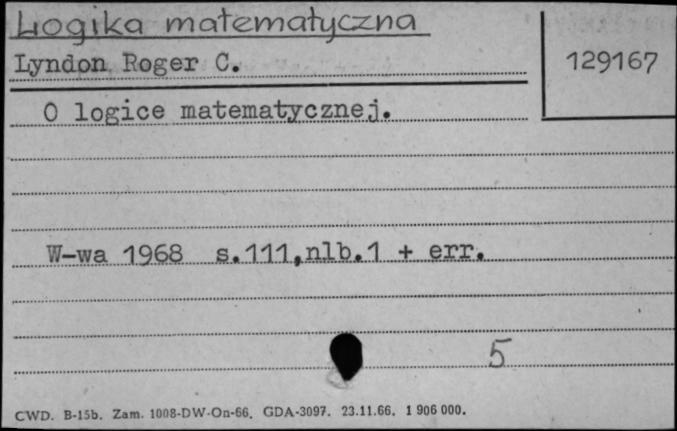 Logika matematyczna
Lyndon Roger C.
129167
O logice matematycznej.
W-wa 1968 s.111,nlb.1 + err.
5
CWD. B-15b. Zam. 1008-DW-On-66. GDA-3097. 23.11.66. 1 906 000.